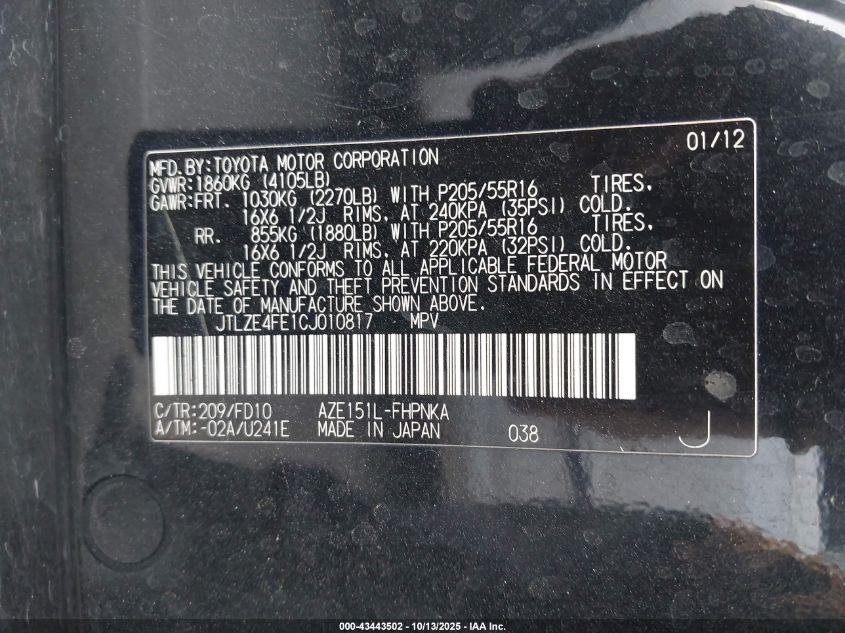 01/12
MFD.BY:TOYOTA MOTOR CORPORATION
GVWR:1860KG (4105LB)
GAWR:FRT. 1030KG (2270LB) WITH P205/55R16 TIRES,
16X6 1/2J RIMS, AT 240KPA (35PSI) COLD.
RR. 855KG (1880LB) WITH P205/55R16 TIRES,
16X6 1/2J RIMS, AT 220KPA (32PSI) COLD.
THIS VEHICLE CONFORMS TO ALL APPLICABLE FEDERAL MOTOR
VEHICLE SAFETY AND THEFT PREVENTION STANDARDS IN EFFECT ON
THE DATE OF MANUFACTURE SHOWN ABOVE.
JTLZE4FE1CJ010817 MPV
C/TR:209/FD10 AZE151L-FHPNKA
A/TM:-02A/U241E MADE IN JAPAN 038 J
000-43443502 - 10/13/2025 - IAA Inc.